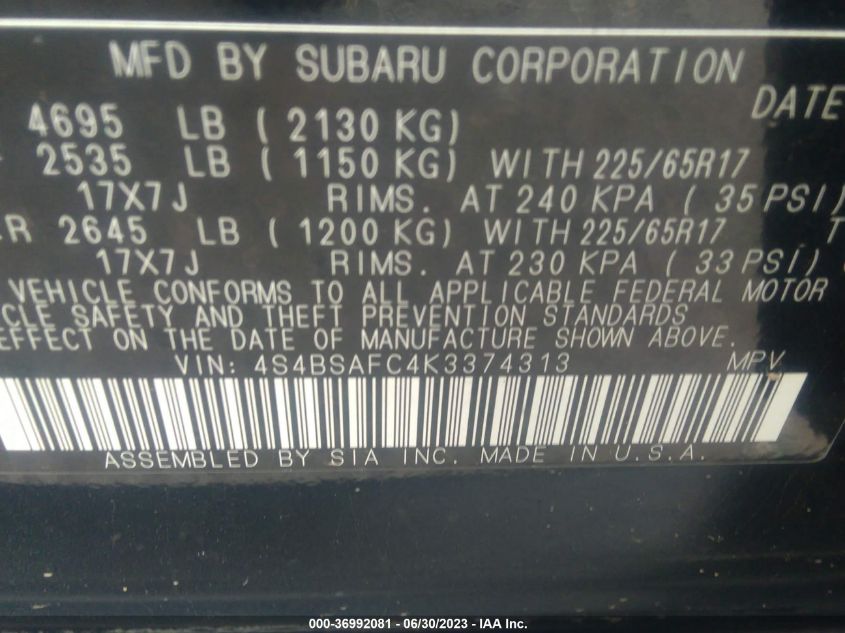 MFD BY SUBARU CORPORATION
DATE
4695 LB ( 2130 KG)
2535 LB ( 1150 KG) WITH 225/65R17
17X7J RIMS. AT 240 KPA ( 35 PSI)
R 2645 LB ( 1200 KG) WITH 225/65R17 T
17X7J RIMS. AT 230 KPA ( 33 PSI)
VEHICLE CONFORMS TO ALL APPLICABLE FEDERAL MOTOR
CLE SAFETY AND THEFT PREVENTION STANDARDS
EFFECT ON THE DATE OF MANUFACTURE SHOWN ABOVE.
VIN: 4S4BSAFC4K3374313 MPV
ASSEMBLED BY SIA INC. MADE IN U.S.A.
000-36992081 - 06/30/2023 - IAA Inc.